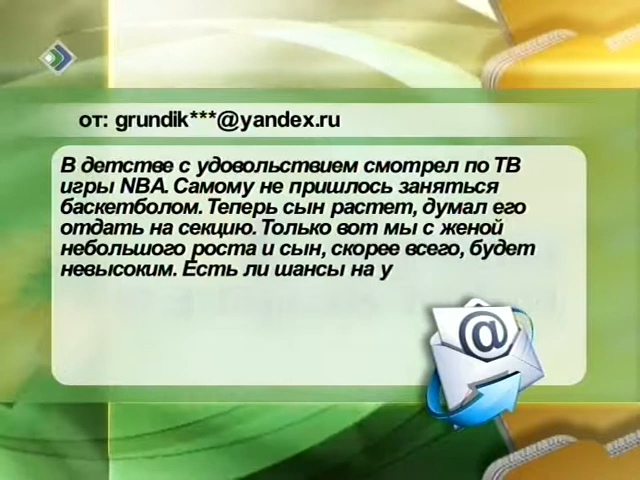 от: grundik***@yandex.ru
В детстве с удовольствием смотрел по ТВ
игры NBA. Самому не пришлось заняться
баскетболом. Теперь сын растет, думал его
отдать на секцию. Только вот мы с женой
небольшого роста и сын, скорее всего, будет
невысоким. Есть ли шансы на у
@